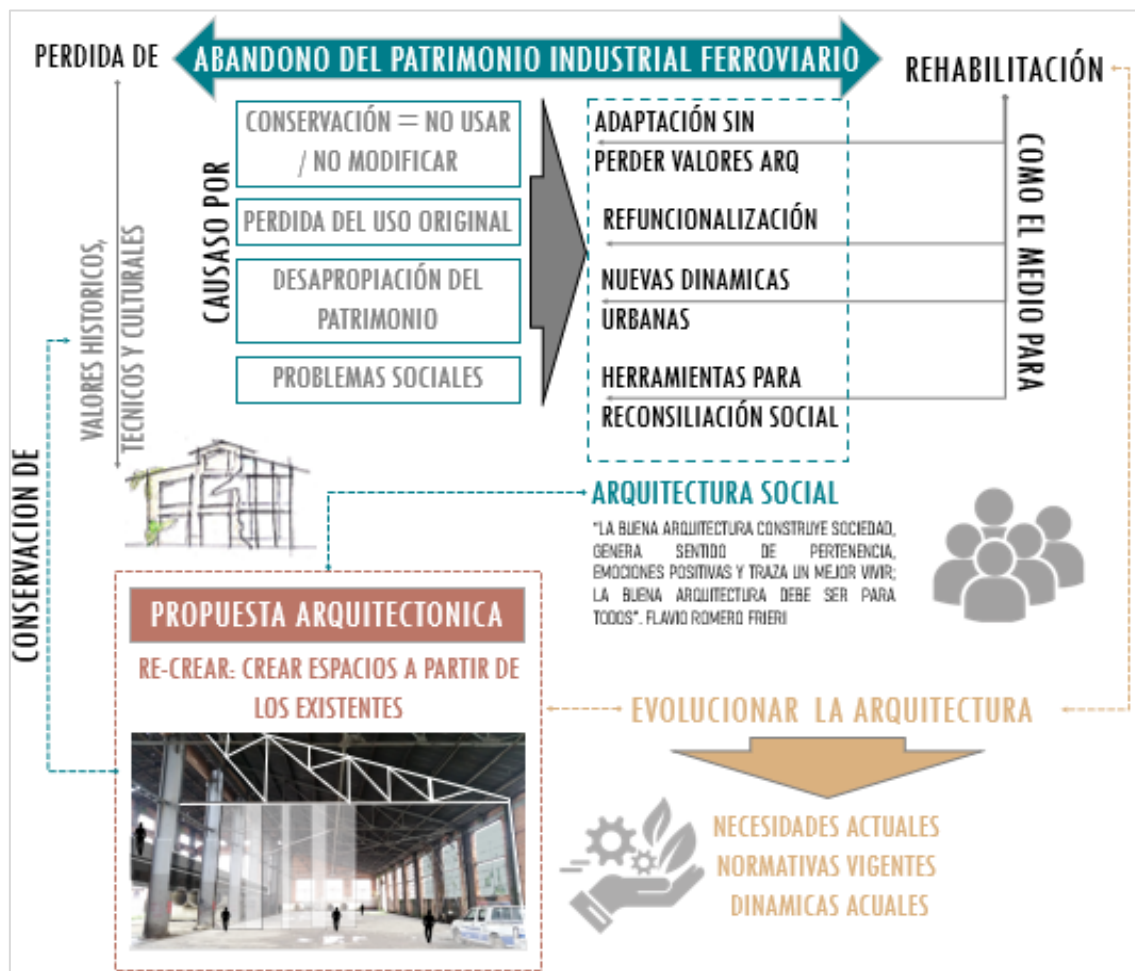 PERDIDA DE
ABANDONO DEL PATRIMONIO INDUSTRIAL FERROVIARIO
REHABILITACIÓN
VALORES HISTORICOS,
TECNICOS Y CULTURALES
CAUSASO POR
CONSERVACIÓN = NO USAR
/ NO MODIFICAR
PERDIDA DEL USO ORIGINAL
DESAPROPIACIÓN DEL
PATRIMONIO
PROBLEMAS SOCIALES
ADAPTACIÓN SIN
PERDER VALORES ARQ
REFUNCIONALIZACIÓN
NUEVAS DINAMICAS
URBANAS
HERRAMIENTAS PARA
RECONSILIACIÓN SOCIAL
COMO EL MEDIO PARA
CONSERVACION DE
ARQUITECTURA SOCIAL
"LA BUENA ARQUITECTURA CONSTRUYE SOCIEDAD,
GENERA SENTIDO DE PERTENENCIA,
EMOCIONES POSITIVAS Y TRAZA UN MEJOR VIVIR;
LA BUENA ARQUITECTURA DEBE SER PARA
TODOS". FLAVIO ROMERO FRIERI
PROPUESTA ARQUITECTONICA
RE-CREAR: CREAR ESPACIOS A PARTIR DE
LOS EXISTENTES
EVOLUCIONAR LA ARQUITECTURA
NECESIDADES ACTUALES
NORMATIVAS VIGENTES
DINAMICAS ACUALES